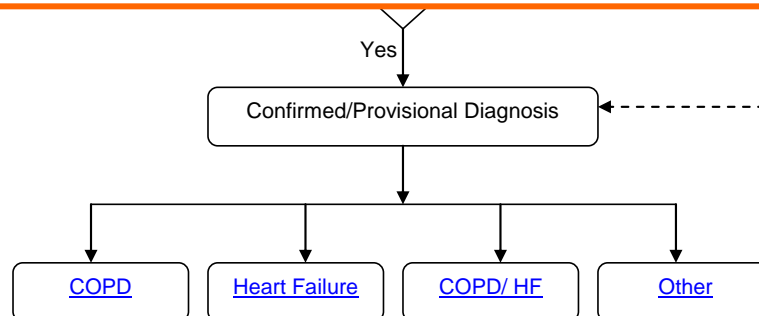 Yes
Confirmed/Provisional Diagnosis
COPD
Heart Failure
COPD/ HF
Other